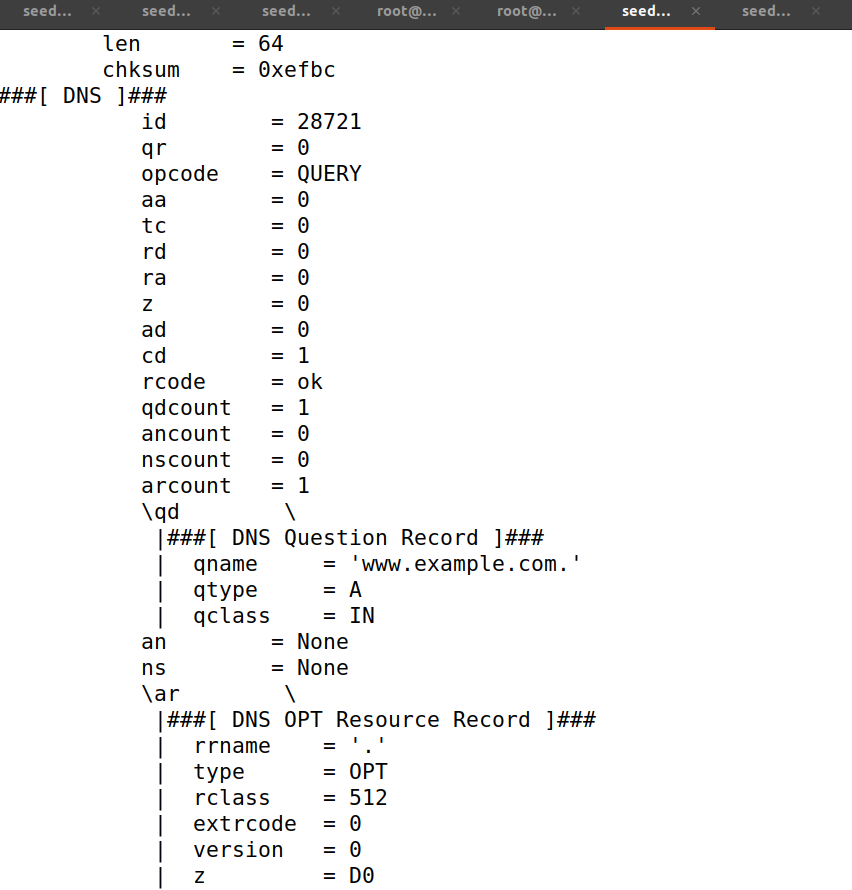 seed... × seed... × seed... × root@... × root@... × seed... × seed... ×
len = 64
chksum = 0xefbc
###[ DNS ]###
id = 28721
qr = 0
opcode = QUERY
aa = 0
tc = 0
rd = 0
ra = 0
z = 0
ad = 0
cd = 1
rcode = ok
qdcount = 1
ancount = 0
nscount = 0
arcount = 1
\qd \
|###[ DNS Question Record ]###
| qname = 'www.example.com.'
| qtype = A
| qclass = IN
an = None
ns = None
\ar \
|###[ DNS OPT Resource Record ]###
| rrname = '.'
| type = OPT
| rclass = 512
| extrcode = 0
| version = 0
| z = D0